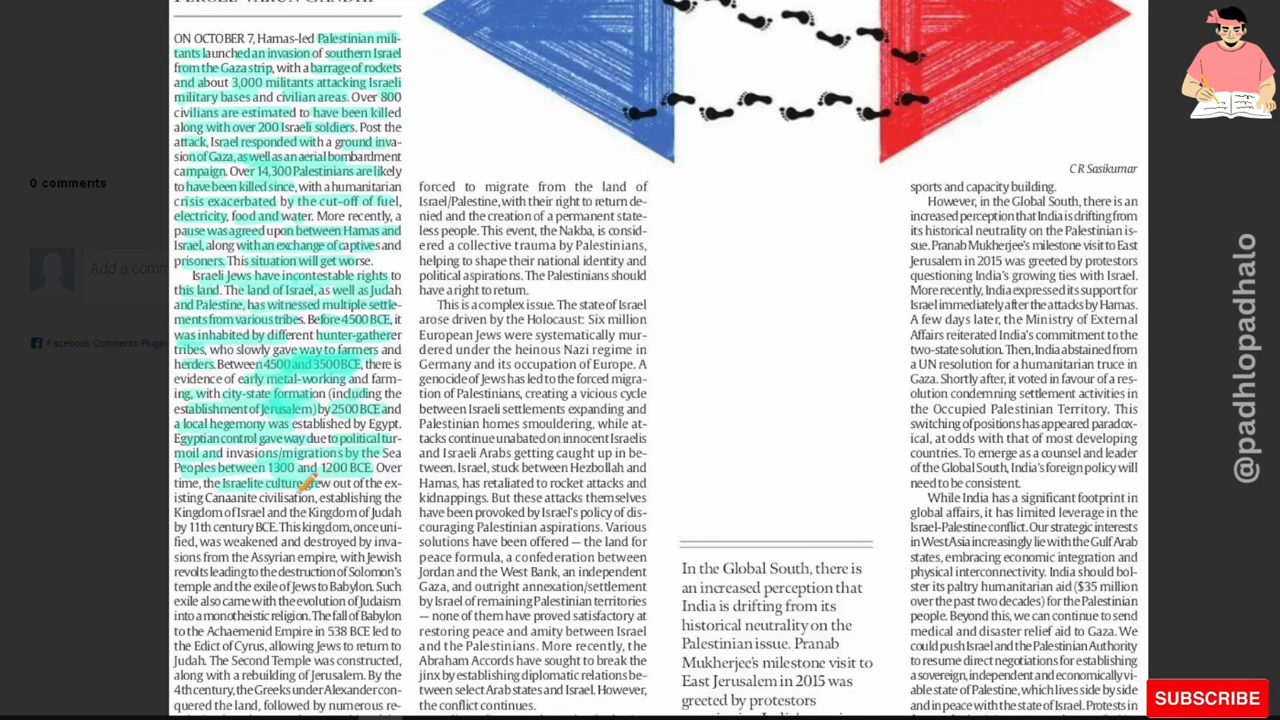 FEROZE VARUN GANDHI
ON OCTOBER 7, Hamas-led Palestinian mili-
tants launched an invasion of southern Israel
from the Gaza strip, with a barrage of rockets
and about 3,000 militants attacking Israeli
military bases and civilian areas. Over 800
civilians are estimated to have been killed
along with over 200 Israeli soldiers. Post the
attack, Israel responded with a ground inva-
sion of Gaza, as well as an aerial bombardment
campaign. Over 14,300 Palestinians are likely
to have been killed since, with a humanitarian
crisis exacerbated by the cut-off of fuel,
electricity, food and water. More recently, a
pause was agreed upon between Hamas and
Israel, along with an exchange of captives and
prisoners. This situation will get worse.
Israeli Jews have incontestable rights to
this land. The land of Israel, as well as Judah
and Palestine, has witnessed multiple settle-
ments from various tribes. Before 4500 BCE, it
was inhabited by different hunter-gatherer
tribes, who slowly gave way to farmers and
herders. Between 4500 and 3500 BCE, there is
evidence of early metal-working and farm-
ing, with city-state formation (including the
establishment of Jerusalem) by 2500 BCE and
a local hegemony was established by Egypt.
Egyptian control gave way due to political tur-
moil and invasions/migrations by the Sea
Peoples between 1300 and 1200 BCE. Over
time, the Israelite culture grew out of the ex-
isting Canaanite civilisation, establishing the
Kingdom of Israel and the Kingdom of Judah
by 11th century BCE. This kingdom, once uni-
fied, was weakened and destroyed by inva-
sions from the Assyrian empire, with Jewish
revolts leading to the destruction of Solomon's
temple and the exile of Jews to Babylon. Such
exile also came with the evolution of Judaism
into a monotheistic religion. The fall of Babylon
to the Achaemenid Empire in 538 BCE led to
the Edict of Cyrus, allowing Jews to return to
Judah. The Second Temple was constructed,
along with a rebuilding of Jerusalem. By the
4th century, the Greeks under Alexander con-
quered the land, followed by numerous re-
forced to migrate from the land of
Israel/Palestine, with their right to return de-
nied and the creation of a permanent state-
less people. This event, the Nakba, is consid-
ered a collective trauma by Palestinians,
helping to shape their national identity and
political aspirations. The Palestinians should
have a right to return.
This is a complex issue. The state of Israel
arose driven by the Holocaust: Six million
European Jews were systematically mur-
dered under the heinous Nazi regime in
Germany and its occupation of Europe. A
genocide of Jews has led to the forced migra-
tion of Palestinians, creating a vicious cycle
between Israeli settlements expanding and
Palestinian homes smouldering, while at-
tacks continue unabated on innocent Israelis
and Israeli Arabs getting caught up in be-
tween. Israel, stuck between Hezbollah and
Hamas, has retaliated to rocket attacks and
kidnappings. But these attacks themselves
have been provoked by Israel's policy of dis-
couraging Palestinian aspirations. Various
solutions have been offered — the land for
peace formula, a confederation between
Jordan and the West Bank, an independent
Gaza, and outright annexation/settlement
by Israel of remaining Palestinian territories
— none of them have proved satisfactory at
restoring peace and amity between Israel
and the Palestinians. More recently, the
Abraham Accords have sought to break the
jinx by establishing diplomatic relations be-
tween select Arab states and Israel. However,
the conflict continues.
In the Global South, there is
an increased perception that
India is drifting from its
historical neutrality on the
Palestinian issue. Pranab
Mukherjee's milestone visit to
East Jerusalem in 2015 was
greeted by protestors
C R Sasikumar
sports and capacity building.
However, in the Global South, there is an
increased perception that India is drifting from
its historical neutrality on the Palestinian is-
sue. Pranab Mukherjee's milestone visit to East
Jerusalem in 2015 was greeted by protestors
questioning India's growing ties with Israel.
More recently, India expressed its support for
Israel immediately after the attacks by Hamas.
A few days later, the Ministry of External
Affairs reiterated India's commitment to the
two-state solution. Then, India abstained from
a UN resolution for a humanitarian truce in
Gaza. Shortly after, it voted in favour of a res-
olution condemning settlement activities in
the Occupied Palestinian Territory. This
switching of positions has appeared paradox-
ical, at odds with that of most developing
countries. To emerge as a counsel and leader
of the Global South, India's foreign policy will
need to be consistent.
While India has a significant footprint in
global affairs, it has limited leverage in the
Israel-Palestine conflict. Our strategic interests
in West Asia increasingly lie with the Gulf Arab
states, embracing economic integration and
physical interconnectivity. India should bol-
ster its paltry humanitarian aid ($35 million
over the past two decades) for the Palestinian
people. Beyond this, we can continue to send
medical and disaster relief aid to Gaza. We
could push Israel and the Palestinian Authority
to resume direct negotiations for establishing
a sovereign, independent and economically vi-
able state of Palestine, which lives side by side
and in peace with the state of Israel. Protests in
0 comments
Add a comm
Facebook Comments Plugin
@padhlopadhalo
SUBSCRIBE